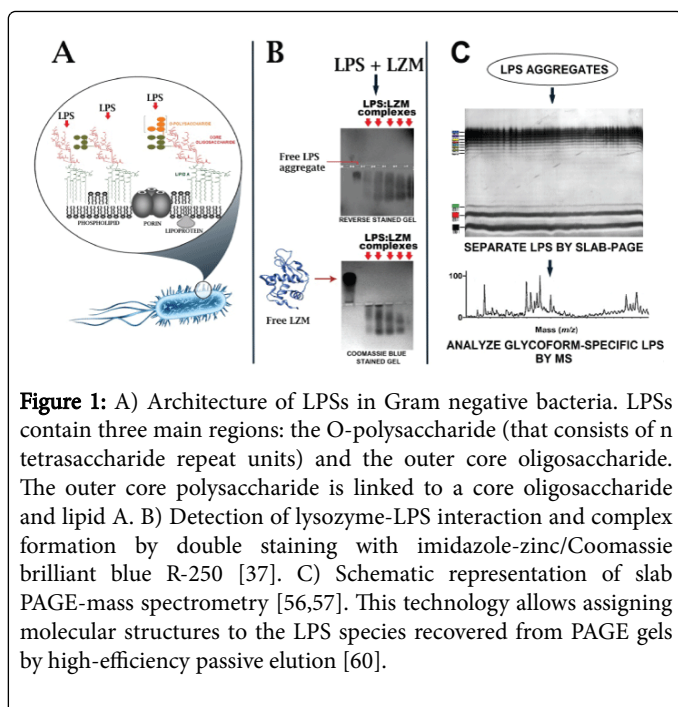 A
LPS
LPS
LPS
O-POLYSACCHARIDE
CORE
OLIGOSACCHARIDE
LIPID A
PHOSPHOLIPID
PORIN
LIPOPROTEIN
B
LPS + LZM
LPS:LZM
complexes
Free LPS
aggregate
REVERSE STAINED GEL
LPS:LZM
complexes
Free LZM
COOMASSIE BLUE
STAINED GEL
C
LPS AGGREGATES
SEPARATE LPS BY SLAB-PAGE
100
0
Mass (m/z)
ANALYZE GLYCOFORM-SPECIFIC LPS
BY MS
Figure 1: A) Architecture of LPSs in Gram negative bacteria. LPSs
contain three main regions: the O-polysaccharide (that consists of n
tetrasaccharide repeat units) and the outer core oligosaccharide.
The outer core polysaccharide is linked to a core oligosaccharide
and lipid A. B) Detection of lysozyme-LPS interaction and complex
formation by double staining with imidazole-zinc/Coomassie
brilliant blue R-250 [37]. C) Schematic representation of slab
PAGE-mass spectrometry [56,57]. This technology allows assigning
molecular structures to the LPS species recovered from PAGE gels
by high-efficiency passive elution [60].